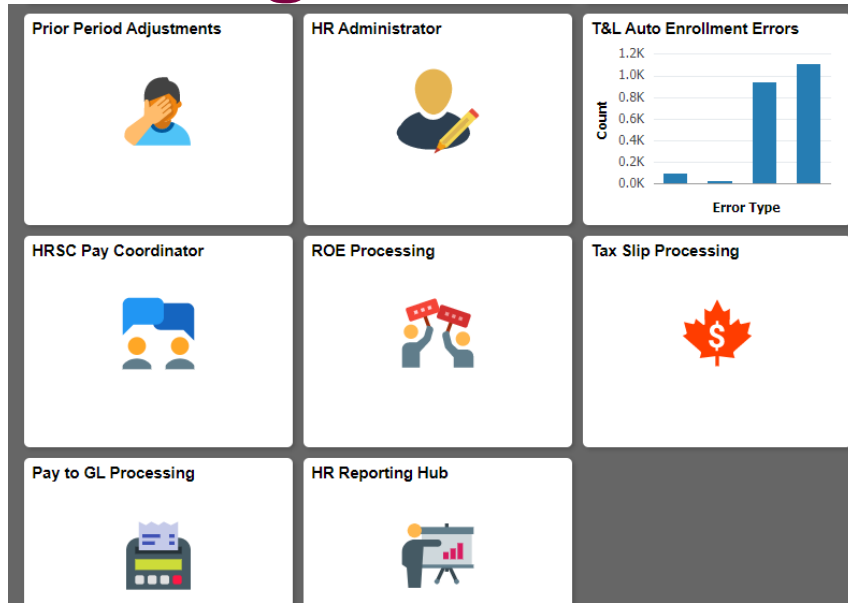 Prior Period Adjustments
HR Administrator
T&L Auto Enrollment Errors
1.2K
1.0K
0.8K
0.6K
0.4K
0.2K
0.0K
Count
Error Type
HRSC Pay Coordinator
ROE Processing
Tax Slip Processing
$
Pay to GL Processing
HR Reporting Hub